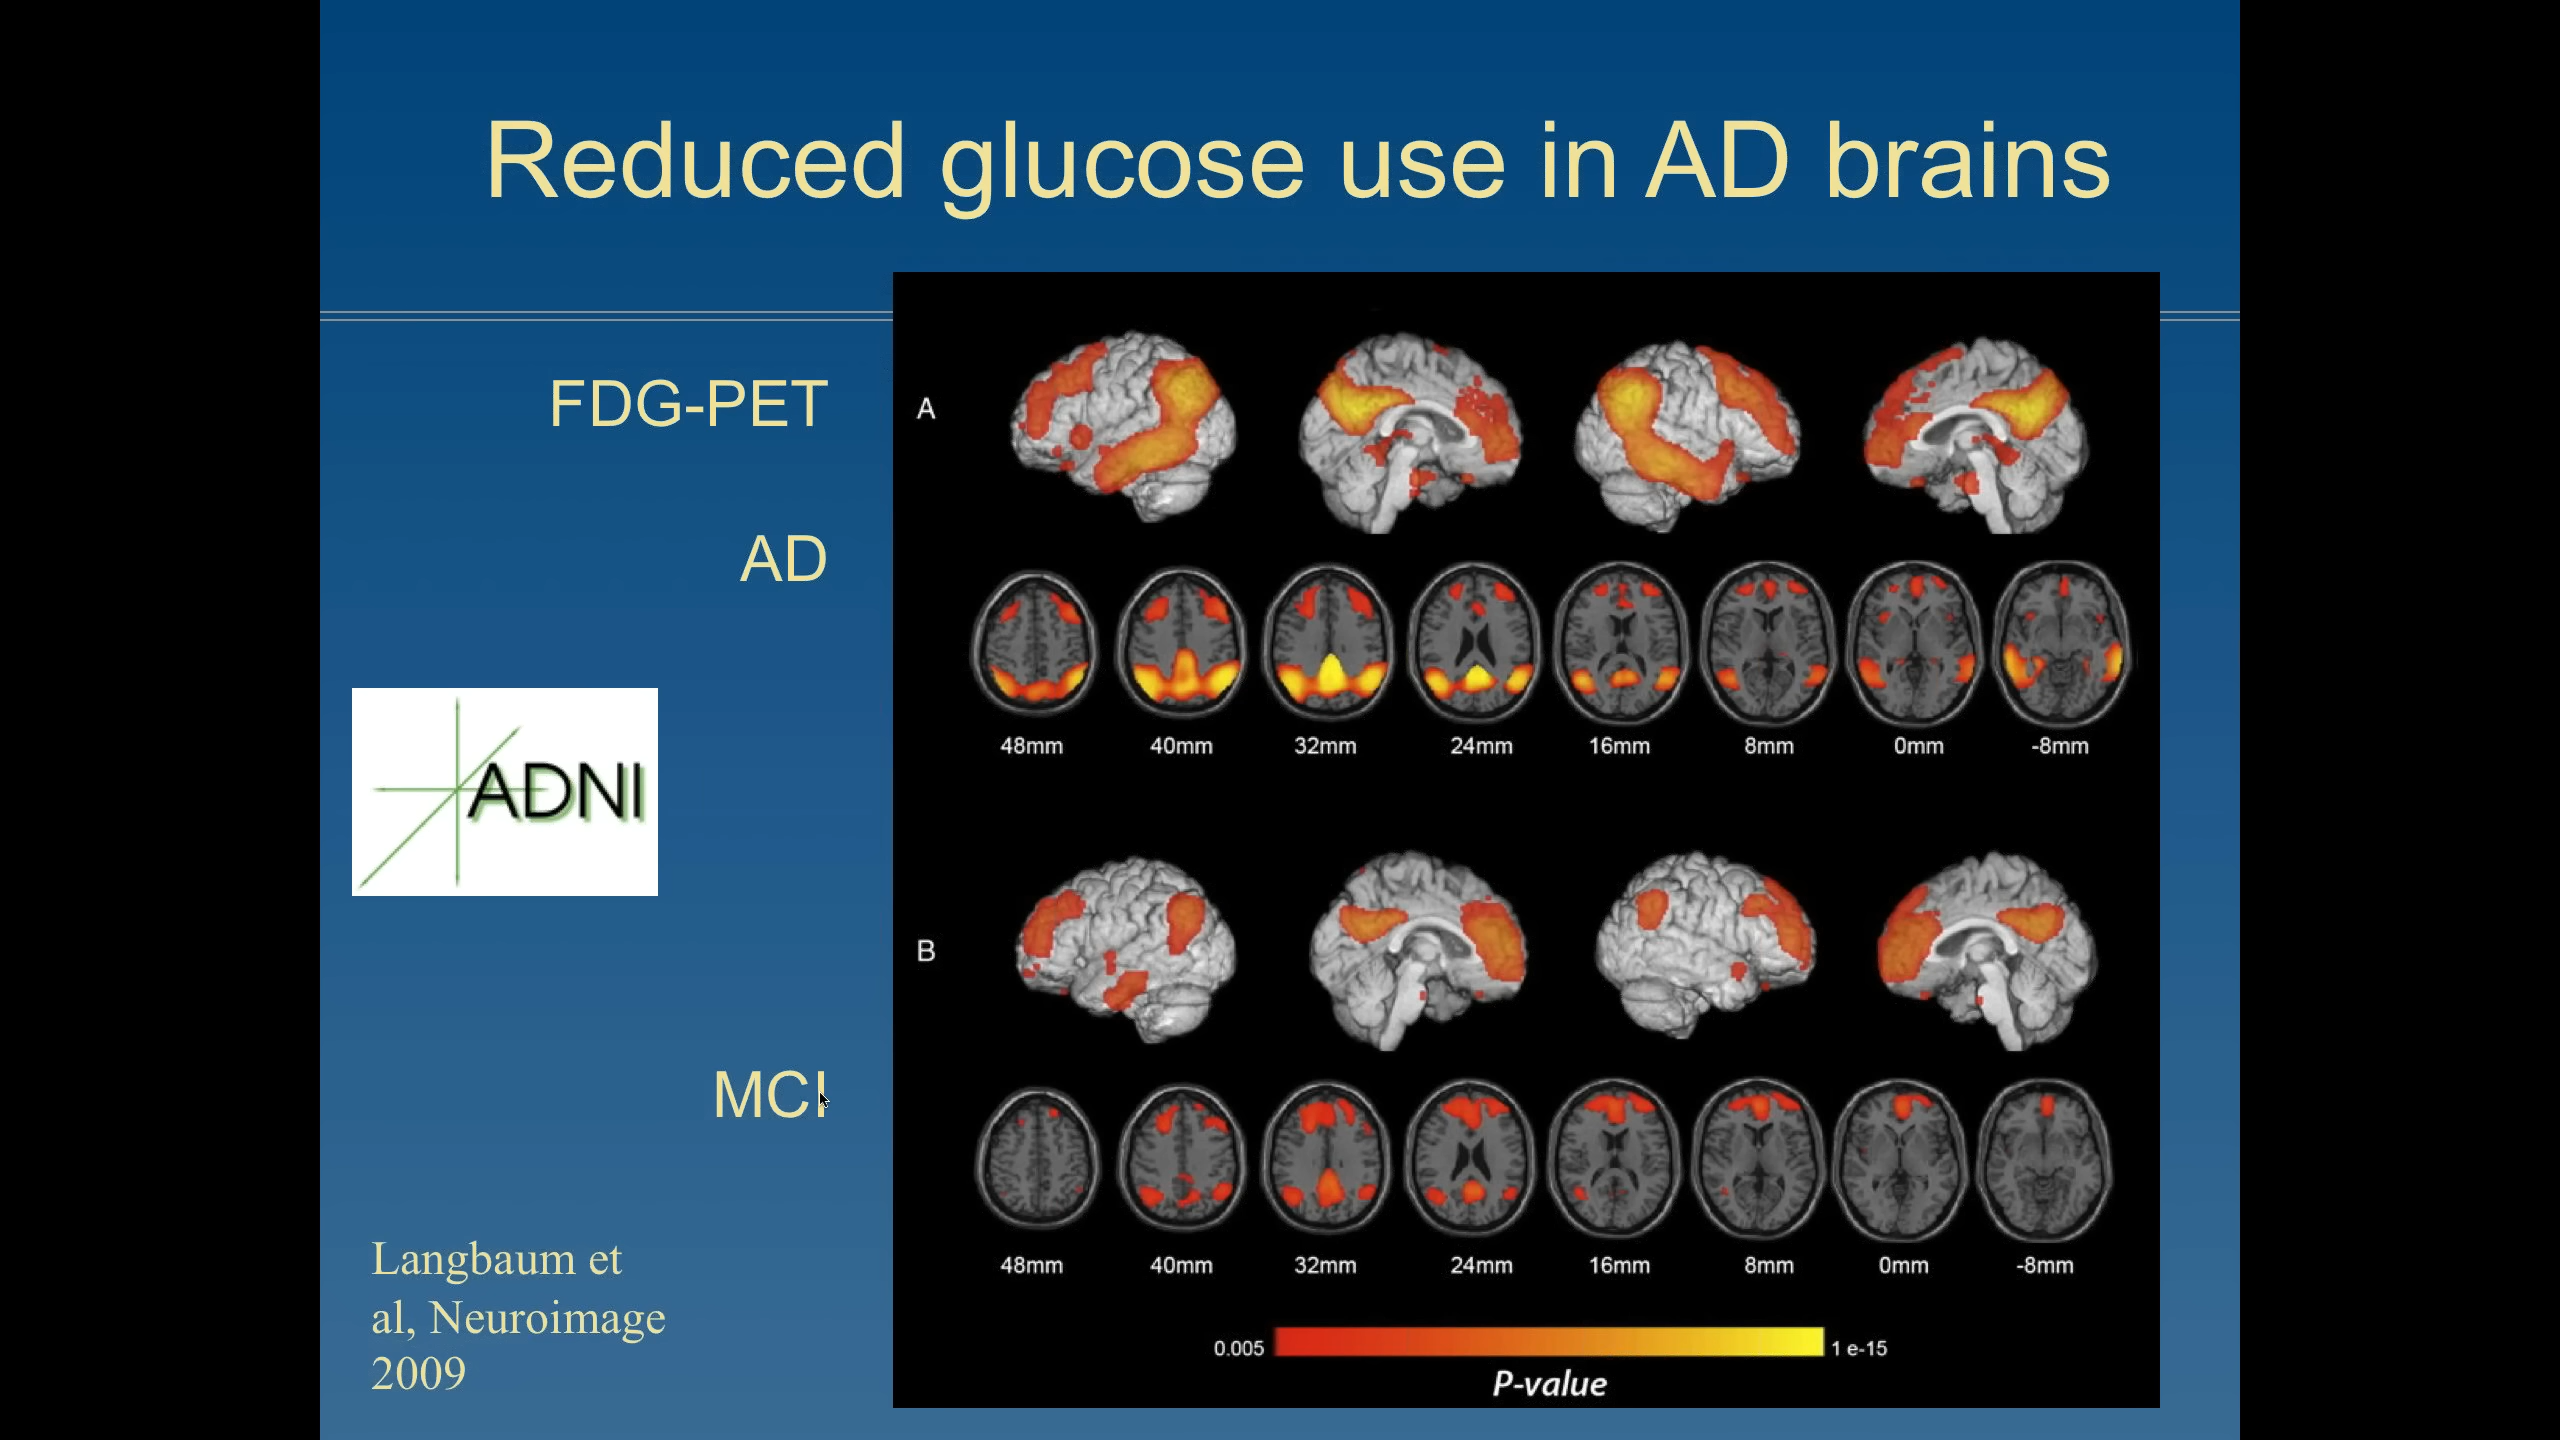 Reduced glucose use in AD brains
FDG-PET
AD
ADNI
MCI
Langbaum et
al, Neuroimage
2009
A
48mm 40mm 32mm 24mm 16mm 8mm 0mm -8mm
B
48mm 40mm 32mm 24mm 16mm 8mm 0mm -8mm
0.005 1 e-15
P-value